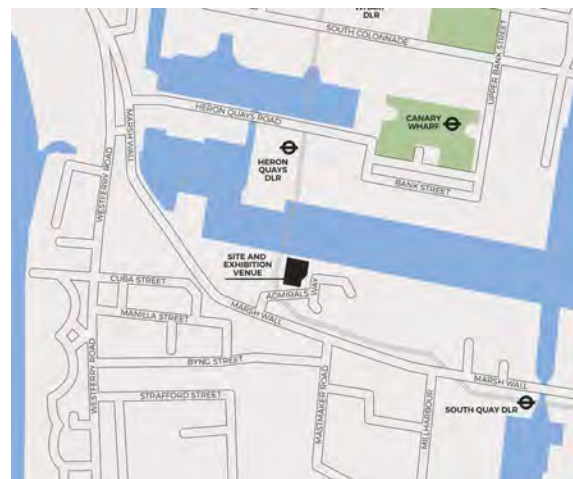 WHARF
DLR
SOUTH COLONNADE
UPPER BANK STREET
HERON QUAYS ROAD
MARSH WALL
CANARY
WHARF
HERON
QUAYS
DLR
WESTFERRY ROAD
BANK STREET
SITE AND
EXHIBITION
VENUE
CUBA STREET
ADMIRALS
WAY
MANILLA STREET
MARSH WALL
BYNG STREET
WESTFERRY ROAD
STRAFFORD STREET
MASTMAKER ROAD
MILLHARBOUR
MARSH WALL
SOUTH QUAY DLR